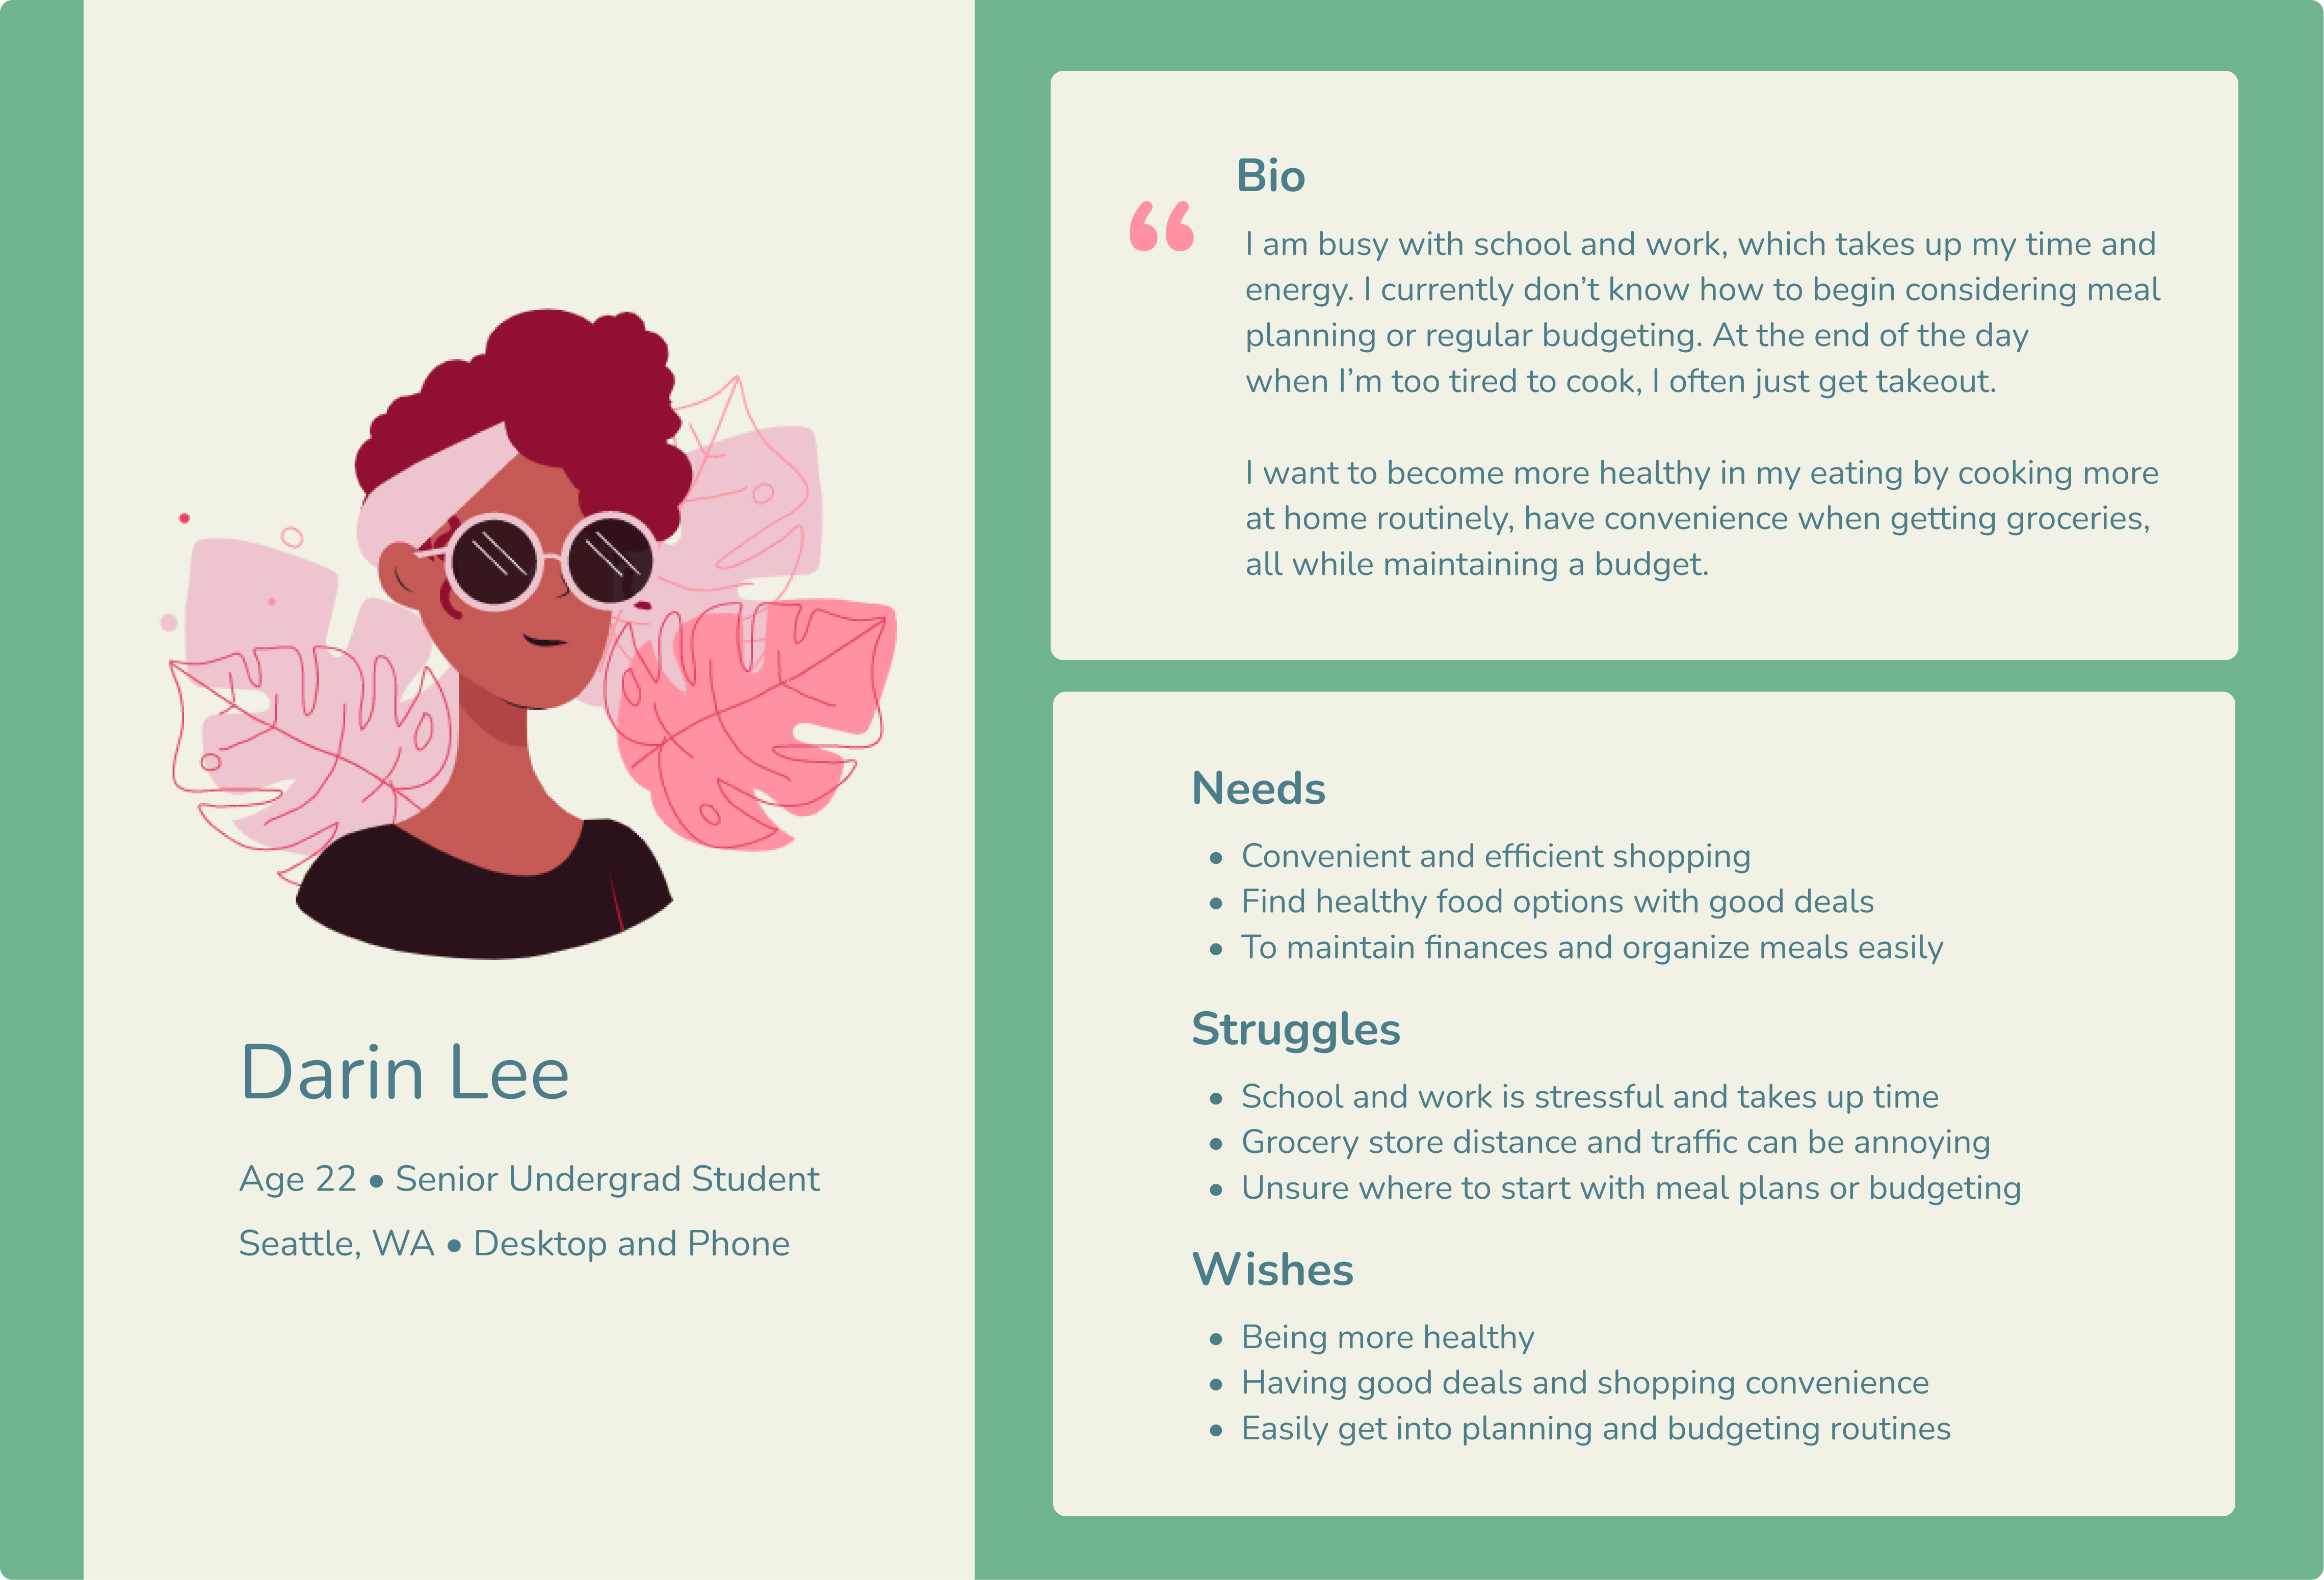 Darin Lee
Age 22 • Senior Undergrad Student
Seattle, WA • Desktop and Phone
Bio
“
I am busy with school and work, which takes up my time and
energy. I currently don’t know how to begin considering meal
planning or regular budgeting. At the end of the day
when I’m too tired to cook, I often just get takeout.
I want to become more healthy in my eating by cooking more
at home routinely, have convenience when getting groceries,
all while maintaining a budget.
Needs
• Convenient and efficient shopping
• Find healthy food options with good deals
• To maintain finances and organize meals easily
Struggles
• School and work is stressful and takes up time
• Grocery store distance and traffic can be annoying
• Unsure where to start with meal plans or budgeting
Wishes
• Being more healthy
• Having good deals and shopping convenience
• Easily get into planning and budgeting routines